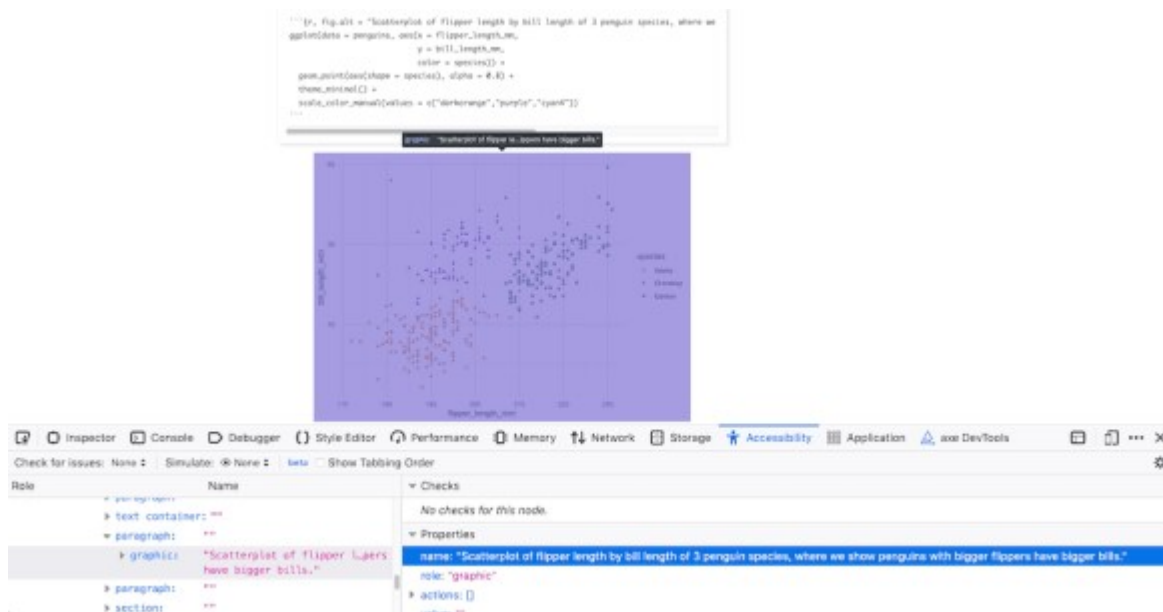 ```{r, fig.alt = "Scatterplot of flipper length by bill length of 3 penguin species, where we
ggplot(data = penguins, aes(x = flipper_length_mm,
y = bill_length_mm,
color = species)) +
geom_point(aes(shape = species), alpha = 0.8) +
theme_minimal() +
scale_color_manual(values = c("darkorange","purple","cyan4"))
```
graphic "Scatterplot of flipper le…ippers have bigger bills."
bill_length_mm
species
Adelie
Chinstrap
Gentoo
flipper_length_mm
Inspector Console Debugger Style Editor Performance Memory Network Storage Accessibility Application axe DevTools
Check for issues: None Simulate: None beta Show Tabbing Order
Role Name Checks
paragraph:
No checks for this node.
text container: ""
paragraph: "" Properties
graphic: "Scatterplot of flipper l…pers have bigger bills."
name: "Scatterplot of flipper length by bill length of 3 penguin species, where we show penguins with bigger flippers have bigger bills."
role: "graphic"
paragraph: "" actions: []
section: ""